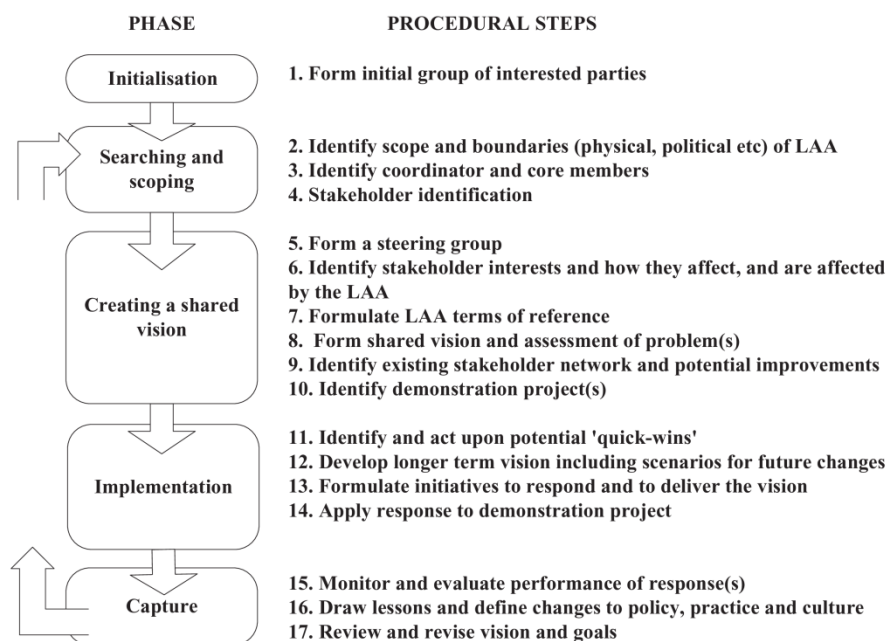 PHASE
PROCEDURAL STEPS
Initialisation
1. Form initial group of interested parties
Searching and
scoping
2. Identify scope and boundaries (physical, political etc) of LAA
3. Identify coordinator and core members
4. Stakeholder identification
Creating a shared
vision
5. Form a steering group
6. Identify stakeholder interests and how they affect, and are affected
by the LAA
7. Formulate LAA terms of reference
8. Form shared vision and assessment of problem(s)
9. Identify existing stakeholder network and potential improvements
10. Identify demonstration project(s)
Implementation
11. Identify and act upon potential 'quick-wins'
12. Develop longer term vision including scenarios for future changes
13. Formulate initiatives to respond and to deliver the vision
14. Apply response to demonstration project
Capture
15. Monitor and evaluate performance of response(s)
16. Draw lessons and define changes to policy, practice and culture
17. Review and revise vision and goals